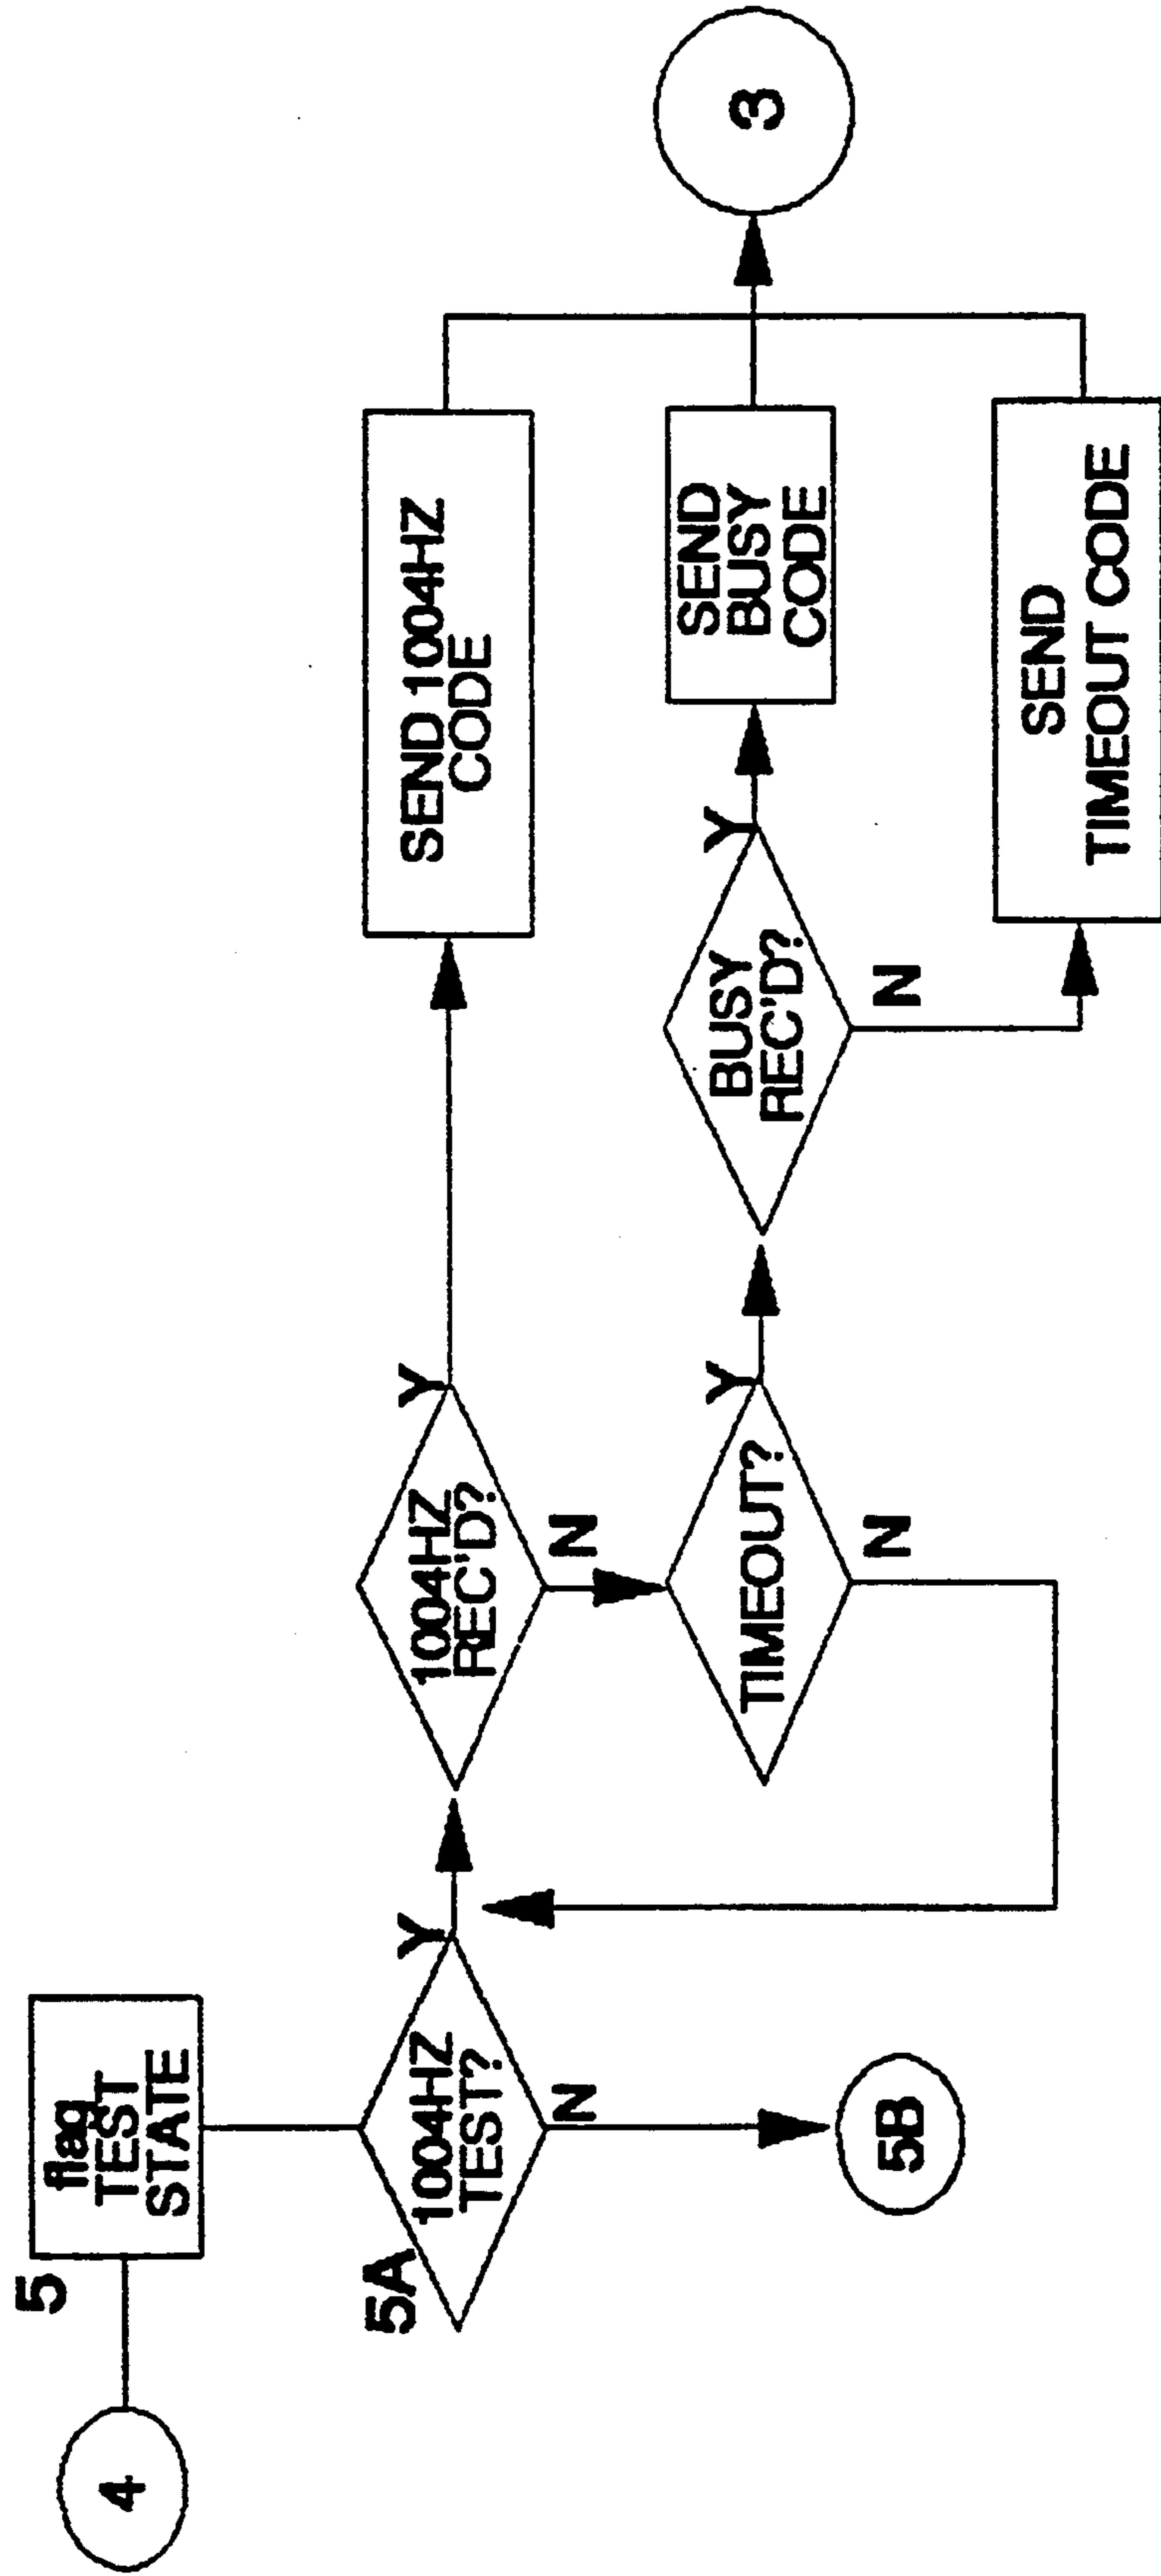 4
5
flag
TEST
STATE
5A
1004HZ
TEST?
Y
N
5B
1004HZ
REC'D?
Y
N
TIMEOUT?
Y
N
BUSY
REC'D?
Y
N
SEND 1004HZ
CODE
SEND
BUSY
CODE
SEND
TIMEOUT CODE
3